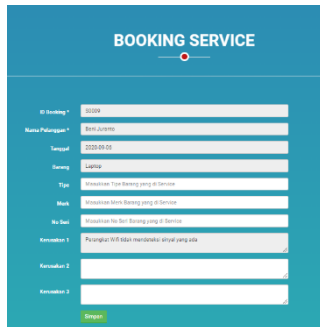 BOOKING SERVICE
ID Booking * S0009
Nama Pelanggan * Beni Junanto
Tanggal 2020-09-03
Barang Laptop
Tipe Masukkan Tipe Barang yang di Service
Merk Masukkan Merk Barang yang di Service
No Seri Masukkan No Seri Barang yang di Service
Kerusakan 1 Perangkat Wifi tidak mendeteksi sinyal yang ada
Kerusakan 2
Kerusakan 3
Simpan